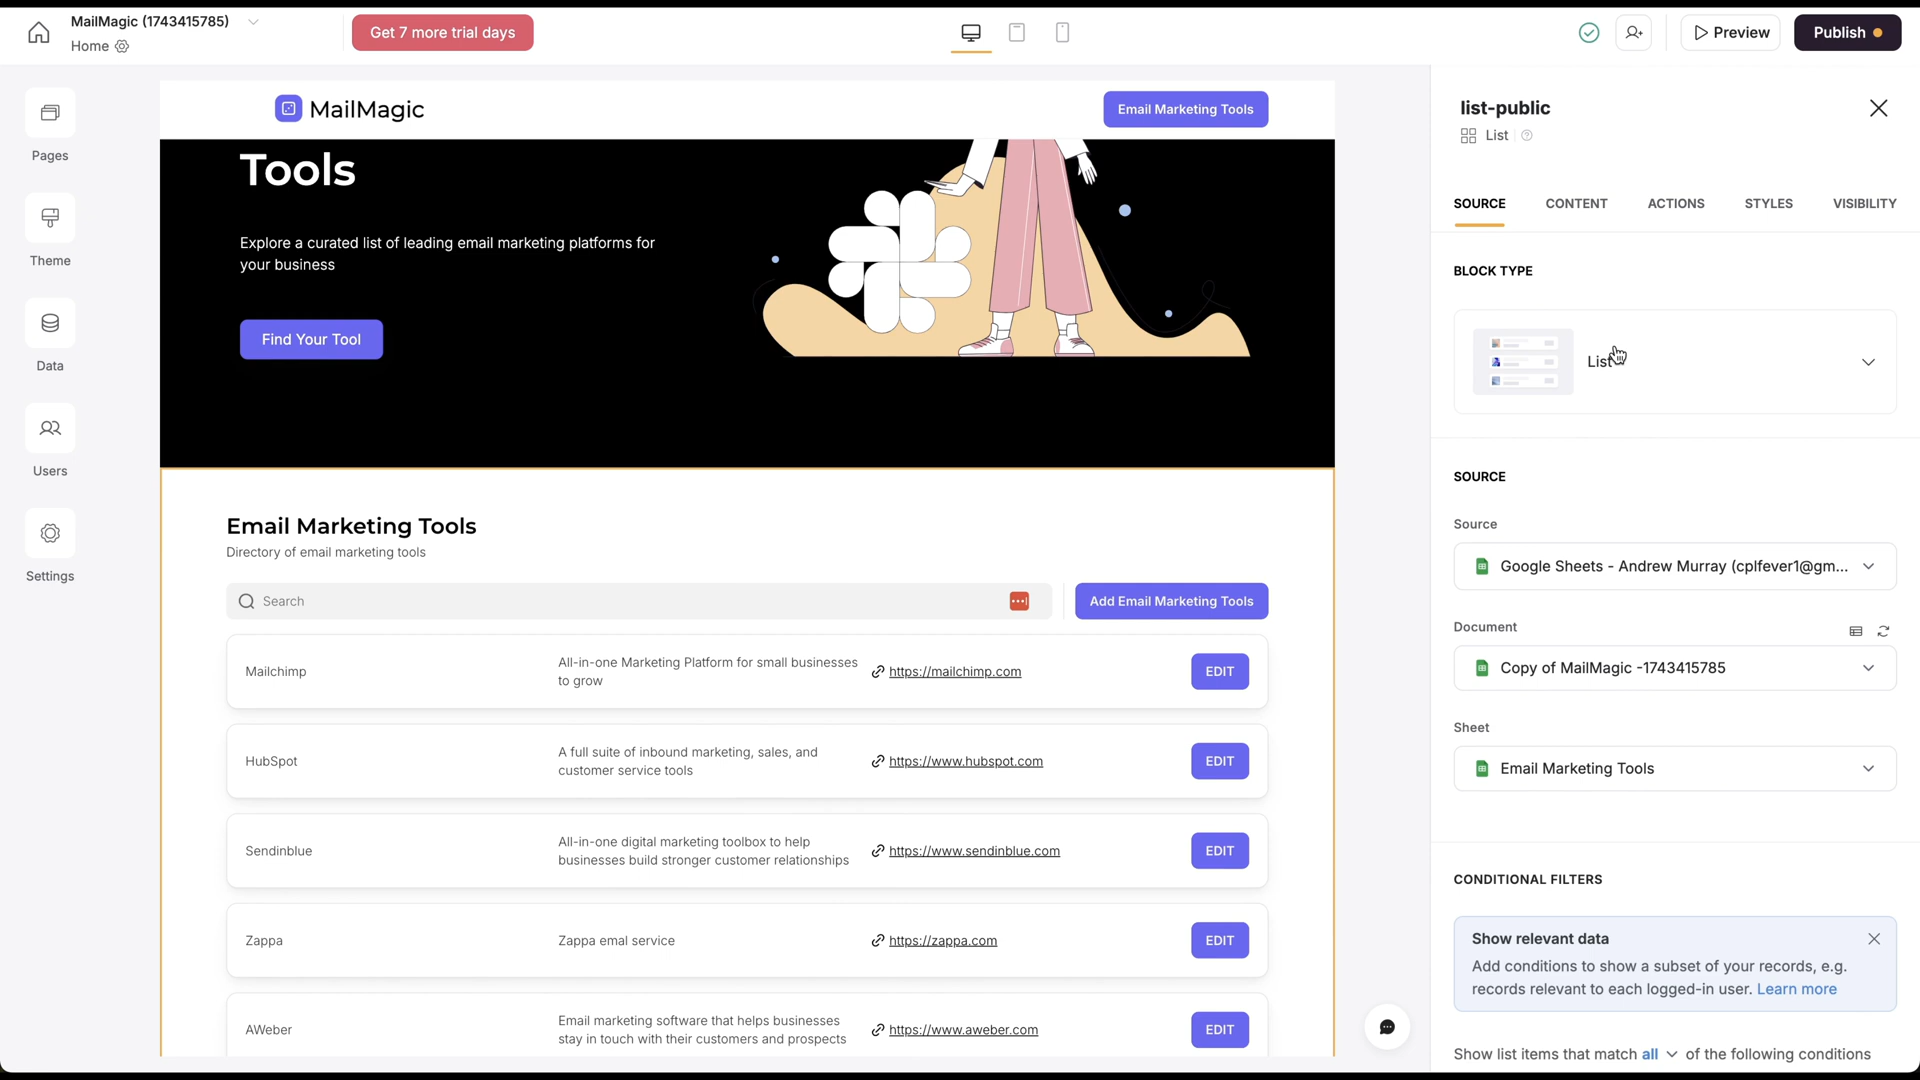 MailMagic (1743415785)
Home
Get 7 more trial days
Preview
Publish
Pages
Theme
Data
Users
Settings
MailMagic
Email Marketing Tools
Tools
Explore a curated list of leading email marketing platforms for
your business
Find Your Tool
Email Marketing Tools
Directory of email marketing tools
Search
Add Email Marketing Tools
Mailchimp
All-in-one Marketing Platform for small businesses
to grow
https://mailchimp.com
EDIT
HubSpot
A full suite of inbound marketing, sales, and
customer service tools
https://www.hubspot.com
EDIT
Sendinblue
All-in-one digital marketing toolbox to help
businesses build stronger customer relationships
https://www.sendinblue.com
EDIT
Zappa
Zappa emal service
https://zappa.com
EDIT
AWeber
Email marketing software that helps businesses
stay in touch with their customers and prospects
https://www.aweber.com
EDIT
list-public
List
SOURCE
CONTENT
ACTIONS
STYLES
VISIBILITY
BLOCK TYPE
List
SOURCE
Source
Google Sheets - Andrew Murray (cplfever1@gm...
Document
Copy of MailMagic -1743415785
Sheet
Email Marketing Tools
CONDITIONAL FILTERS
Show relevant data
Add conditions to show a subset of your records, e.g.
records relevant to each logged-in user. Learn more
Show list items that match all of the following conditions